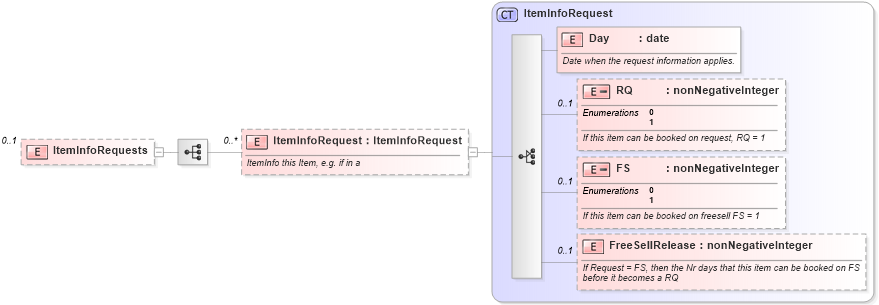 CT ItemInfoRequest
E Day : date
Date when the request information applies.
0..1
E RQ : nonNegativeInteger
Enumerations 0
1
If this item can be booked on request, RQ = 1
0..1
E ItemInfoRequests
0..*
E ItemInfoRequest : ItemInfoRequest
ItemInfo this Item, e.g. if in a
0..1
E FS : nonNegativeInteger
Enumerations 0
1
If this item can be booked on freesell FS = 1
0..1
E FreeSellRelease : nonNegativeInteger
If Request = FS, then the Nr days that this item can be booked on FS
before it becomes a RQ